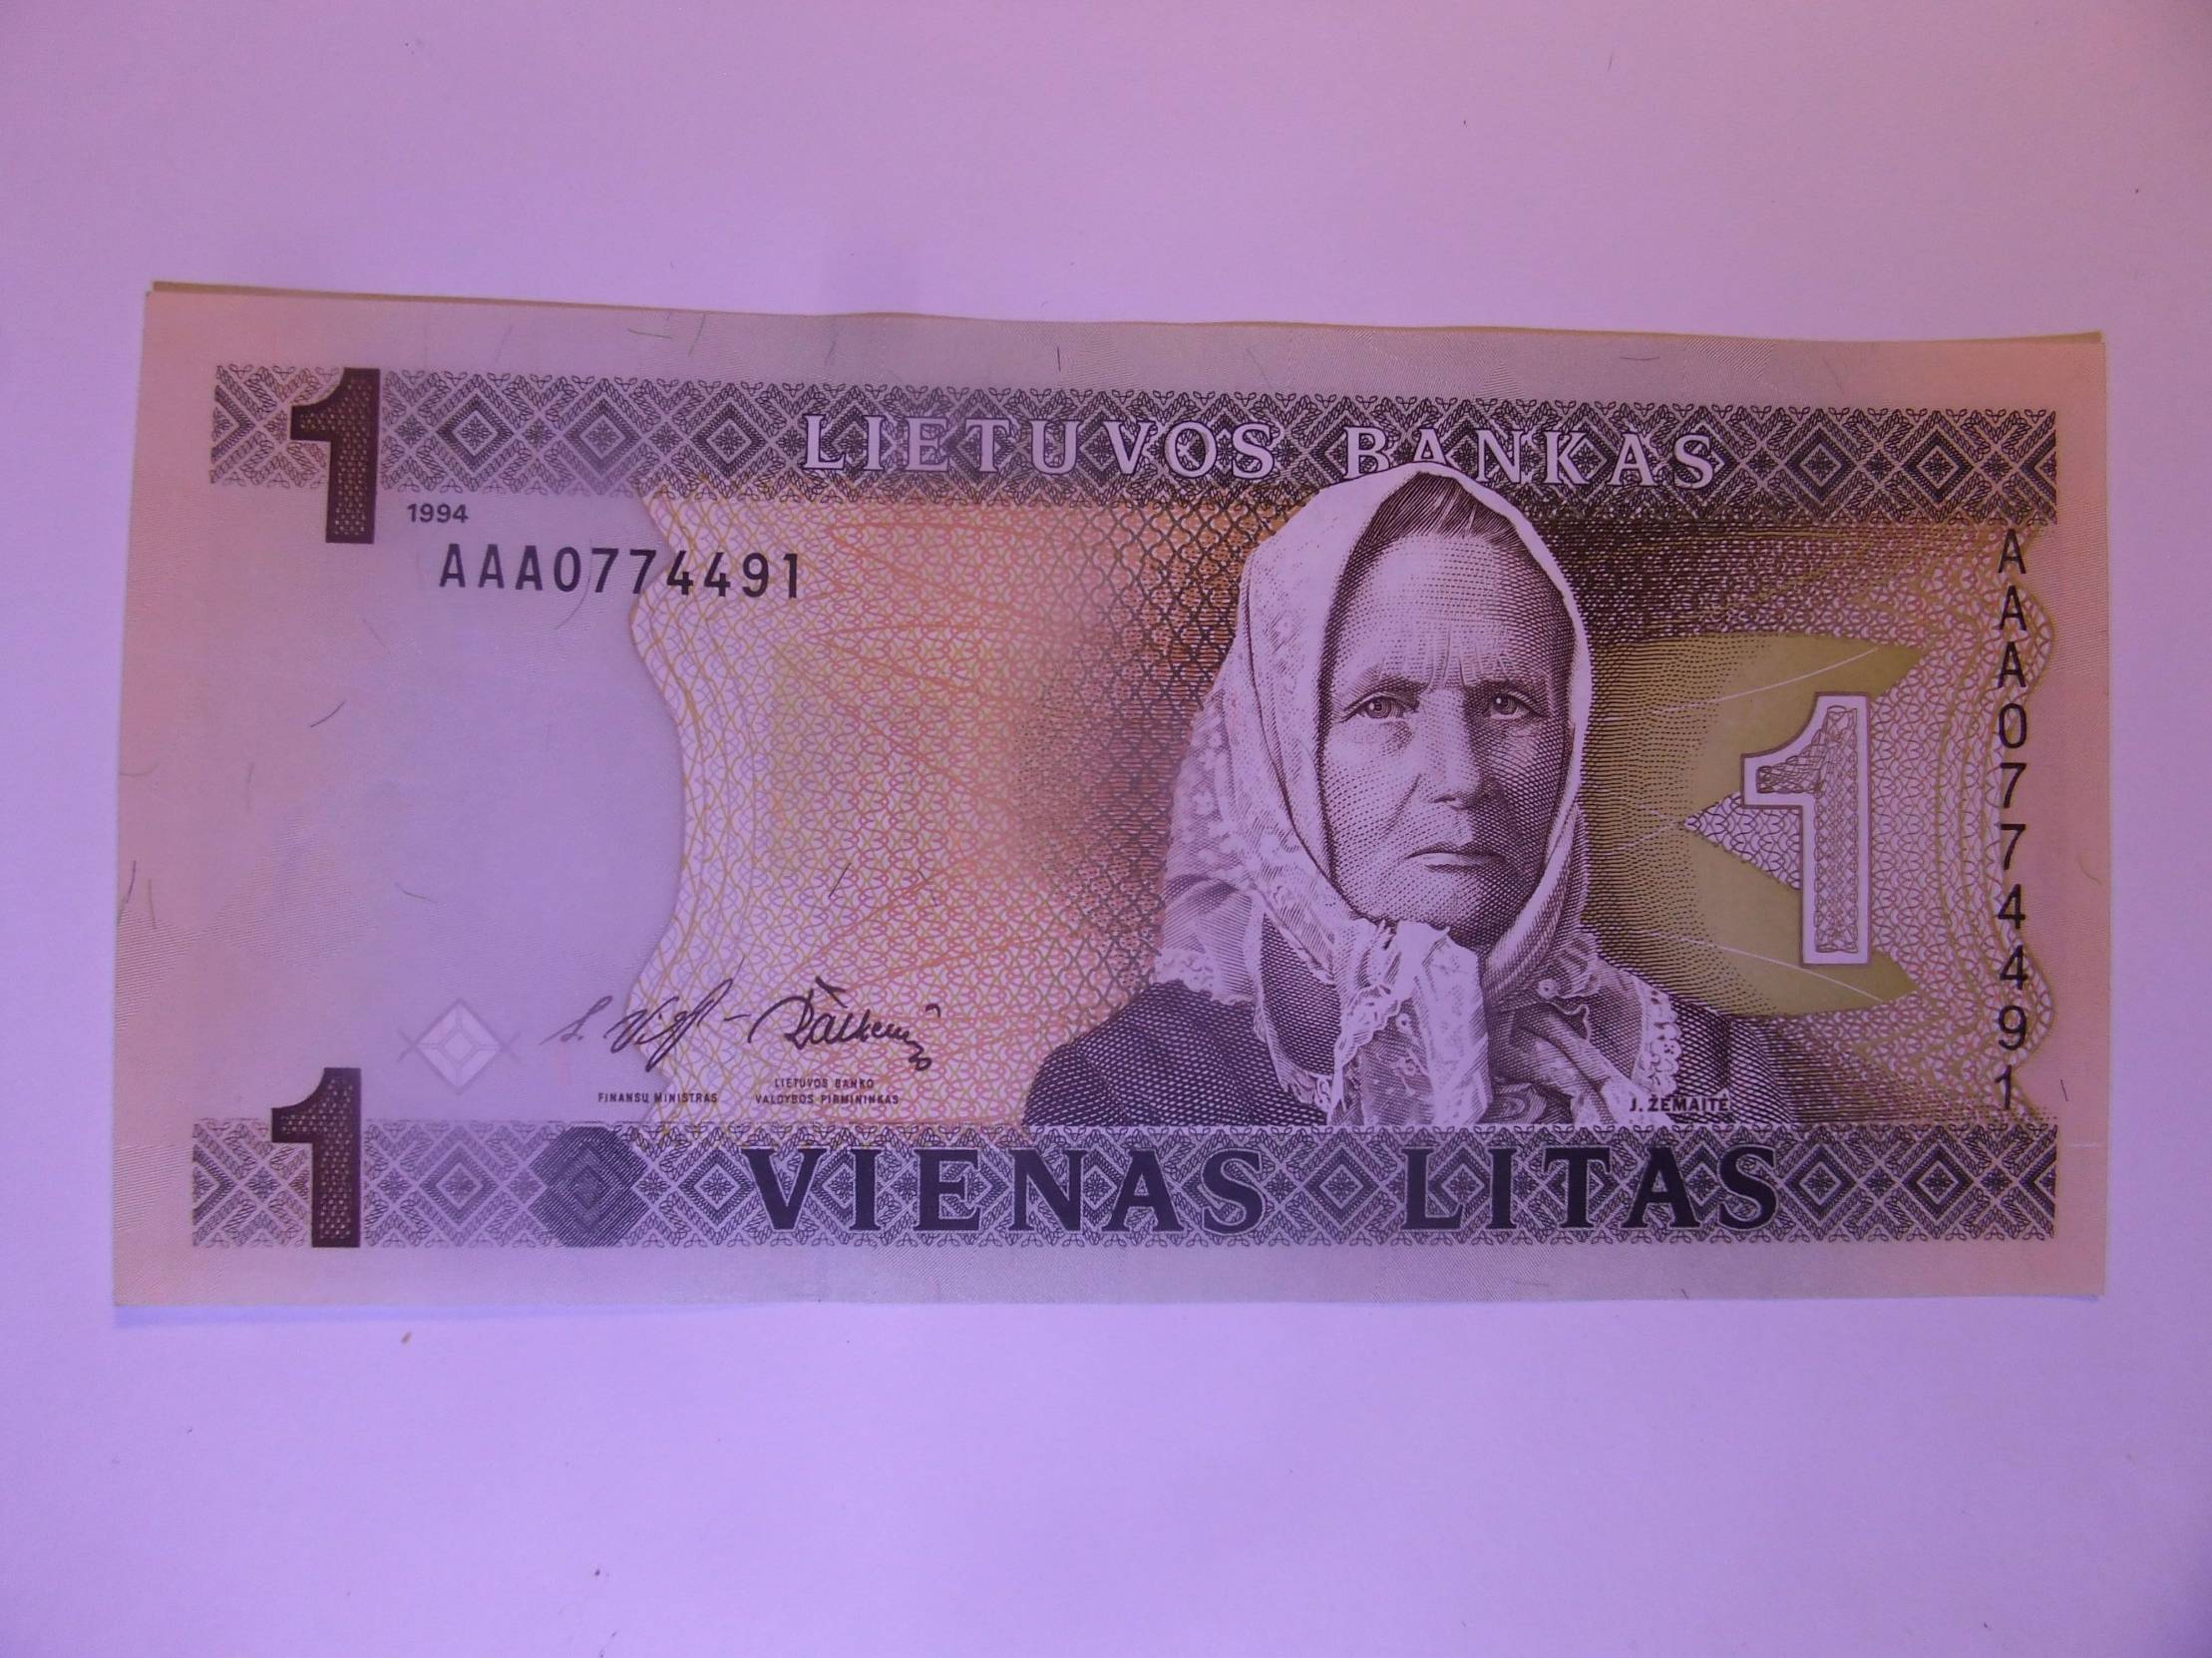 1
LIETUVOS BANKAS
1994
AAA0774491
AAA0774491
1
LIETUVOS BANKO
FINANSŲ MINISTRAS
VALDYBOS PIRMININKAS
J. ŽEMAITĖ
1
VIENAS LITAS